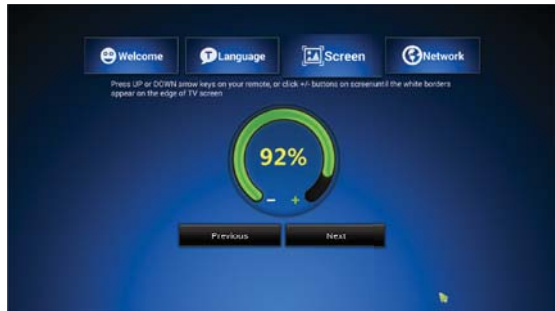 Welcome
Language
Screen
Network
Press UP or DOWN arrow keys on your remote, or click +/- buttons on screenuntil the white borders
appear on the edge of TV screen
92%
- +
Previous
Next